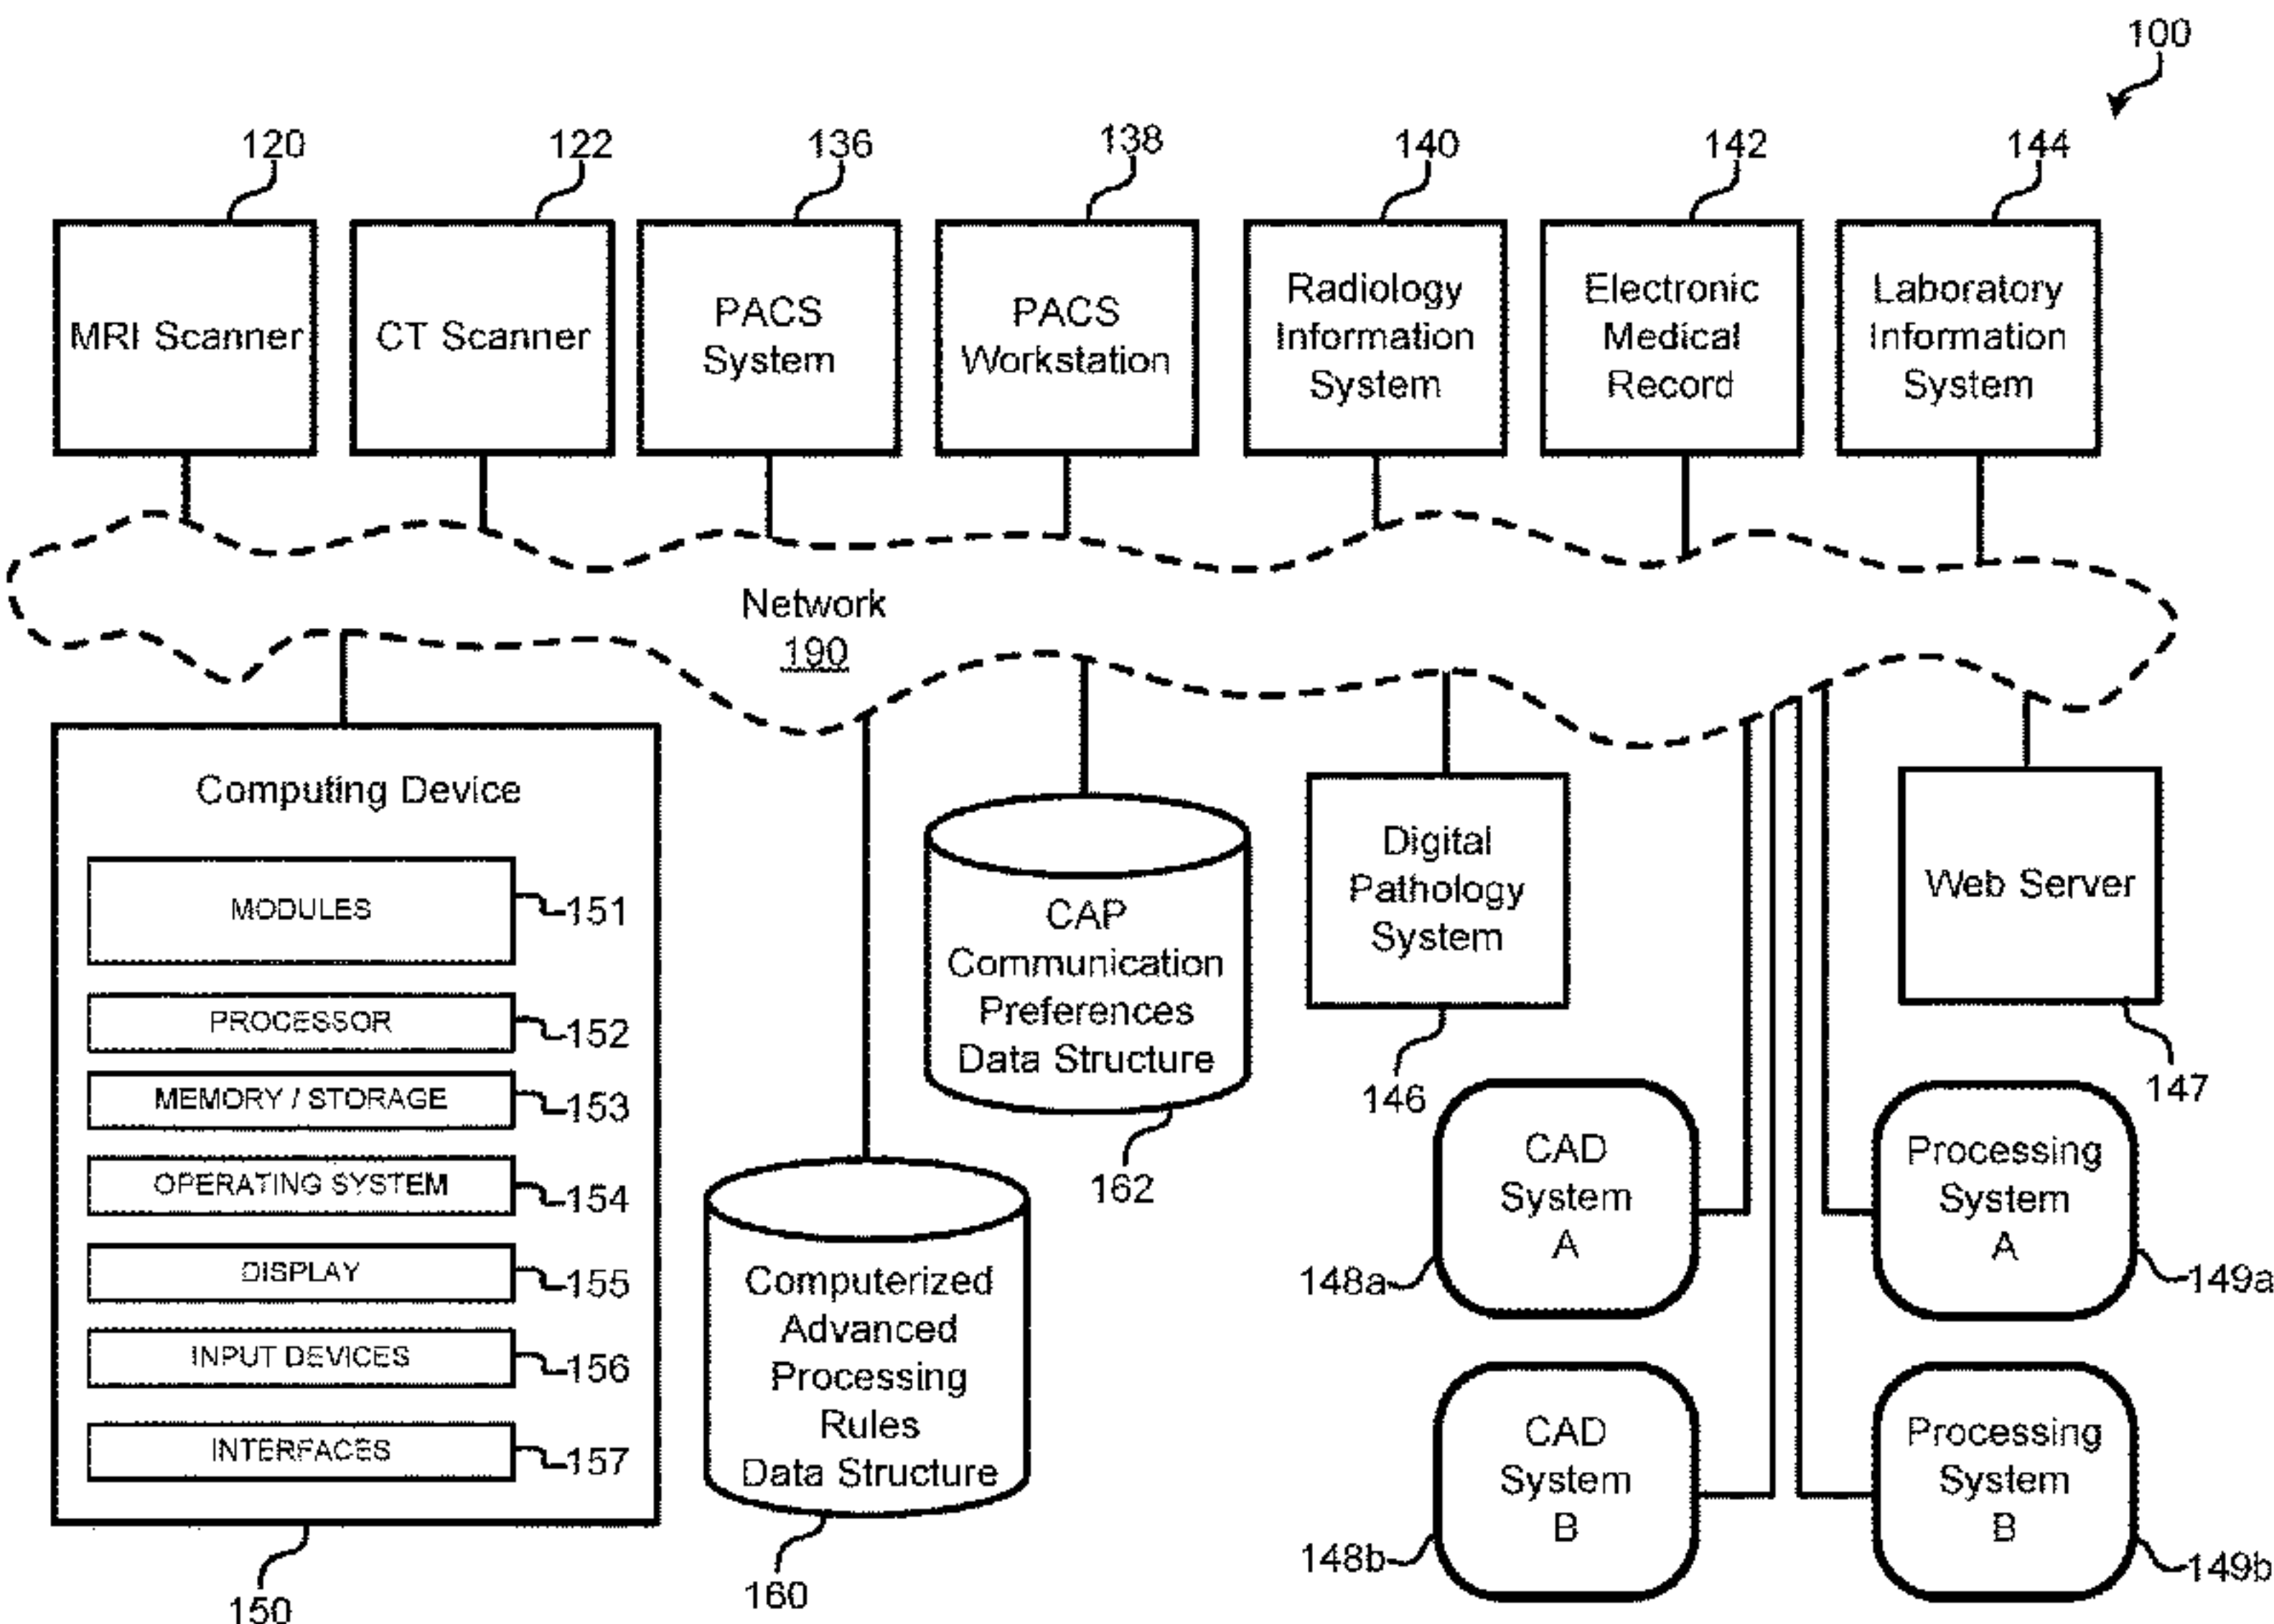 100
120
122
136
138
140
142
144
MRI Scanner
CT Scanner
PACS
System
PACS
Workstation
Radiology
Information
System
Electronic
Medical
Record
Laboratory
Information
System
Network
190
Computing Device
MODULES
151
PROCESSOR
152
MEMORY / STORAGE
153
OPERATING SYSTEM
154
DISPLAY
155
INPUT DEVICES
156
INTERFACES
157
150
Computerized
Advanced
Processing
Rules
Data Structure
160
CAP
Communication
Preferences
Data Structure
162
Digital
Pathology
System
146
Web Server
147
CAD
System
A
148a
Processing
System
A
149a
CAD
System
B
148b
Processing
System
B
149b